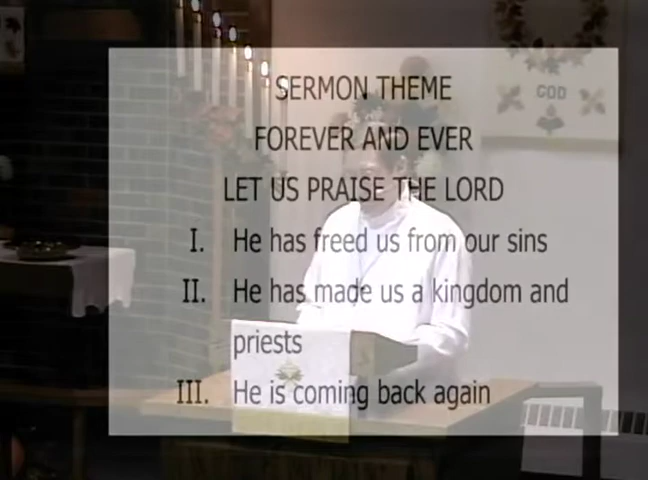 SERMON THEME
FOREVER AND EVER
LET US PRAISE THE LORD
I. He has freed us from our sins
II. He has made us a kingdom and
priests
III. He is coming back again
GOD